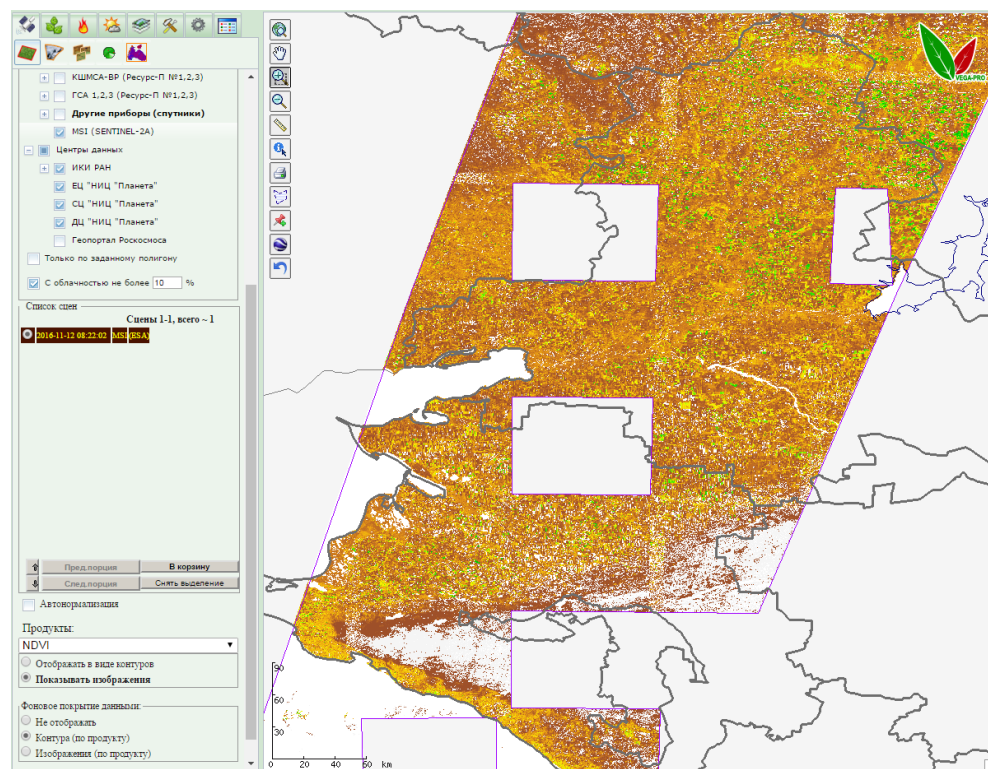 КШМСА-ВР (Ресурс-П №1,2,3)
ГСА 1,2,3 (Ресурс-П №1,2,3)
Другие приборы (спутники)
MSI (SENTINEL-2A)
Центры данных
ИКИ РАН
ЕЦ "НИЦ "Планета"
СЦ "НИЦ "Планета"
ДЦ "НИЦ "Планета"
Геопортал Роскосмоса
Только по заданному полигону
С облачностью не более 10 %
Список сцен
Сцены 1-1, всего ~ 1
2016-11-12 08:22:02 MSI(ESA)
Пред.порция В корзину
След.порция Снять выделение
Автонормализация
Продукты:
NDVI
Отображать в виде контуров
Показывать изображения
Фоновое покрытие данными:
Не отображать
Контура (по продукту)
Изображения (по продукту)
VEGA-PRO
90
60
30
0 20 40 60 km